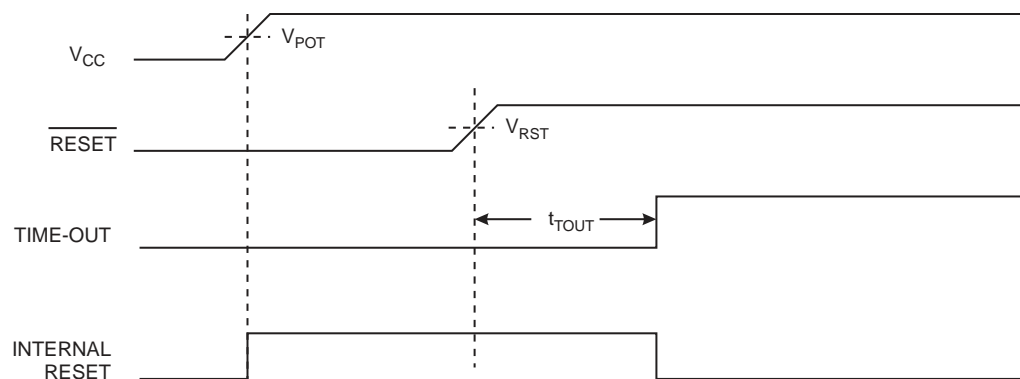 V_CC
V_POT
RESET
V_RST
TIME-OUT
t_TOUT
INTERNAL
RESET